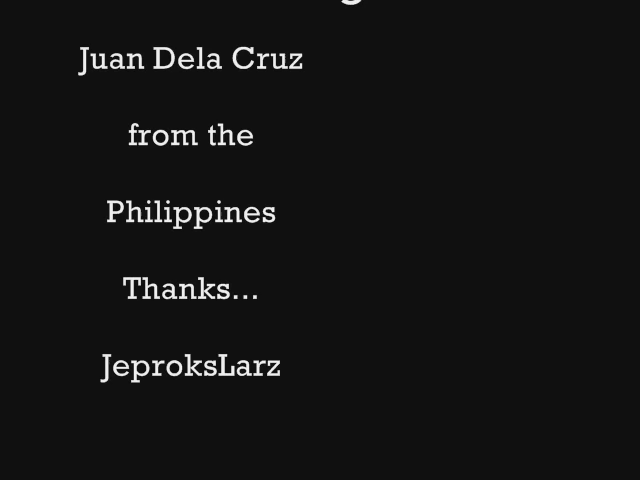 Juan Dela Cruz
from the
Philippines
Thanks...
JeproksLarz